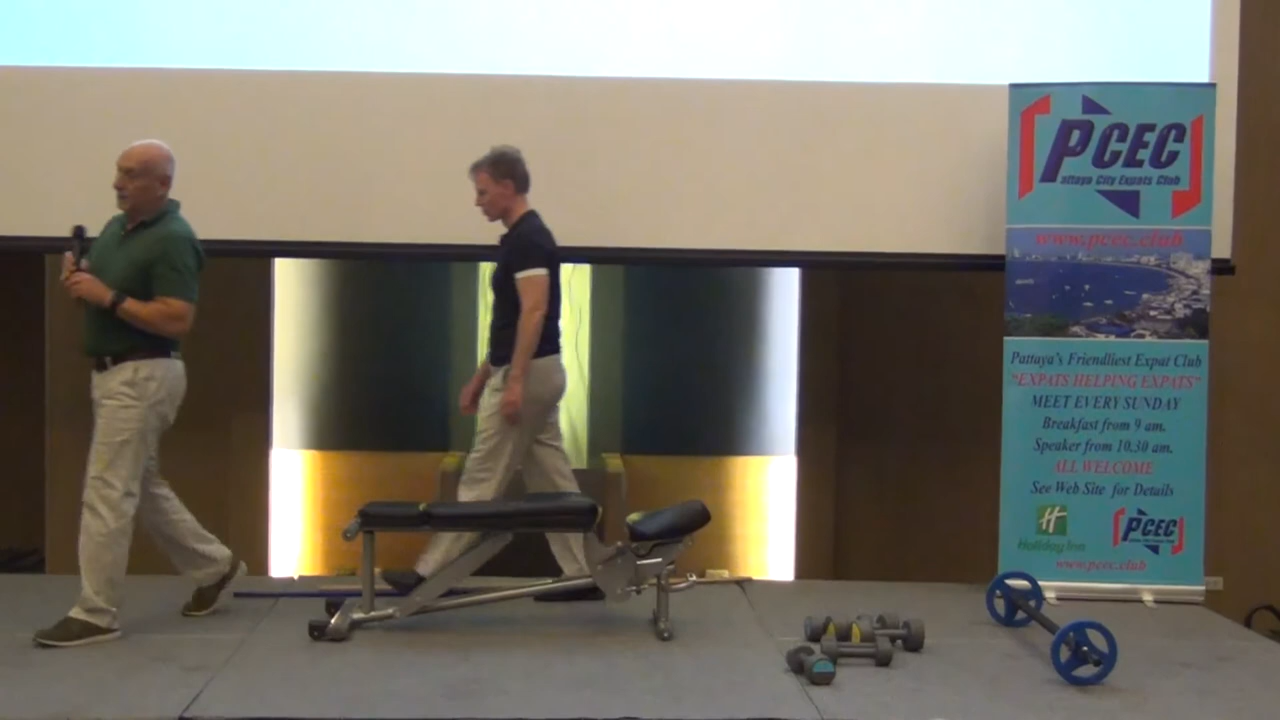 PCEC
Pattaya City Expats Club
www.pcec.club
Pattaya's Friendliest Expat Club
"EXPATS HELPING EXPATS"
MEET EVERY SUNDAY
Breakfast from 9 am.
Speaker from 10.30 am.
ALL WELCOME
See Web Site for Details
H
Holiday Inn
PCEC
www.pcec.club